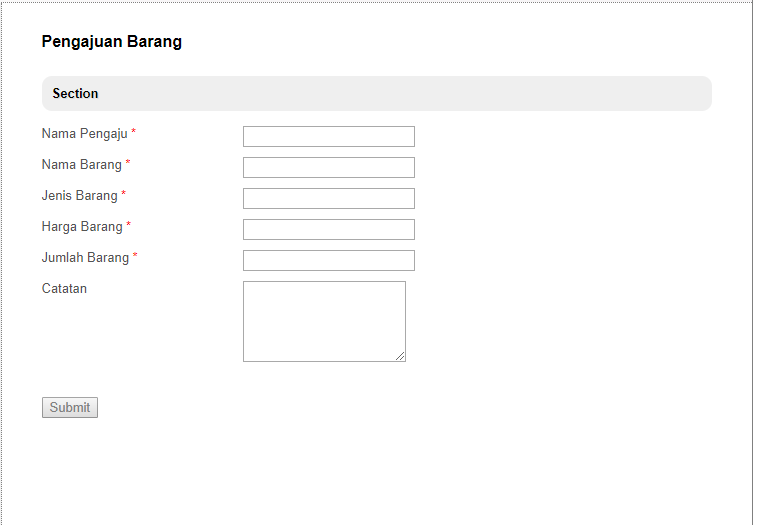 Pengajuan Barang
Section
Nama Pengaju *
Nama Barang *
Jenis Barang *
Harga Barang *
Jumlah Barang *
Catatan
Submit